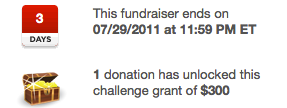 3
DAYS
This fundraiser ends on
07/29/2011 at 11:59 PM ET
1 donation has unlocked this
challenge grant of $300